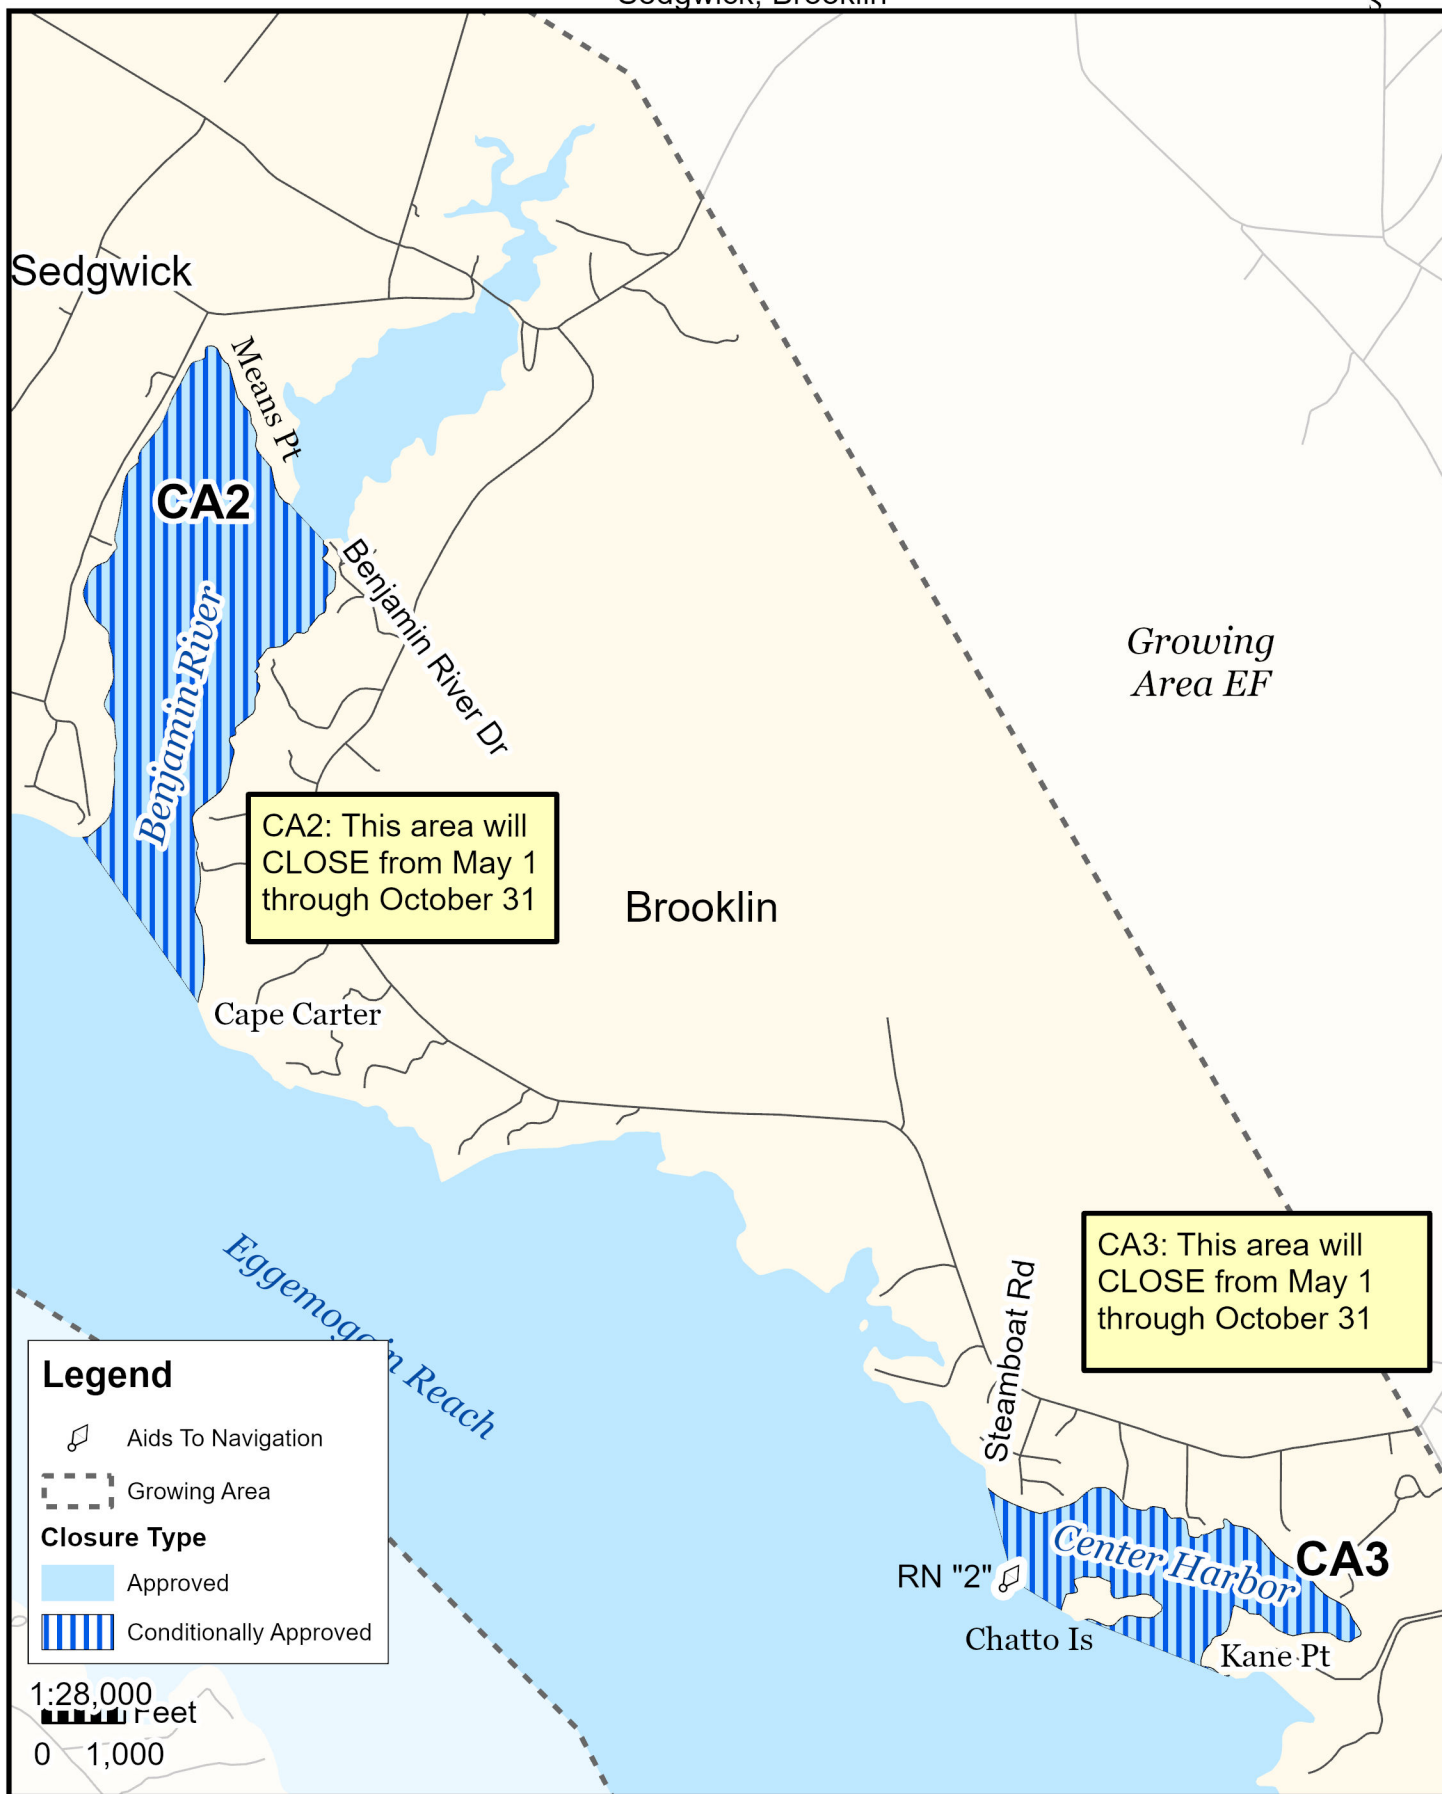 Sedgwick, Brooklin
S
Sedgwick
Means Pt
CA2
Benjamin River
Benjamin River Dr
Growing
Area EF
CA2: This area will
CLOSE from May 1
through October 31
Brooklin
Cape Carter
Eggemoggin Reach
CA3: This area will
CLOSE from May 1
through October 31
Steamboat Rd
Legend
Aids To Navigation
Growing Area
Closure Type
Approved
Conditionally Approved
Center Harbor
CA3
RN "2"
Chatto Is
Kane Pt
1:28,000
Feet
0 1,000